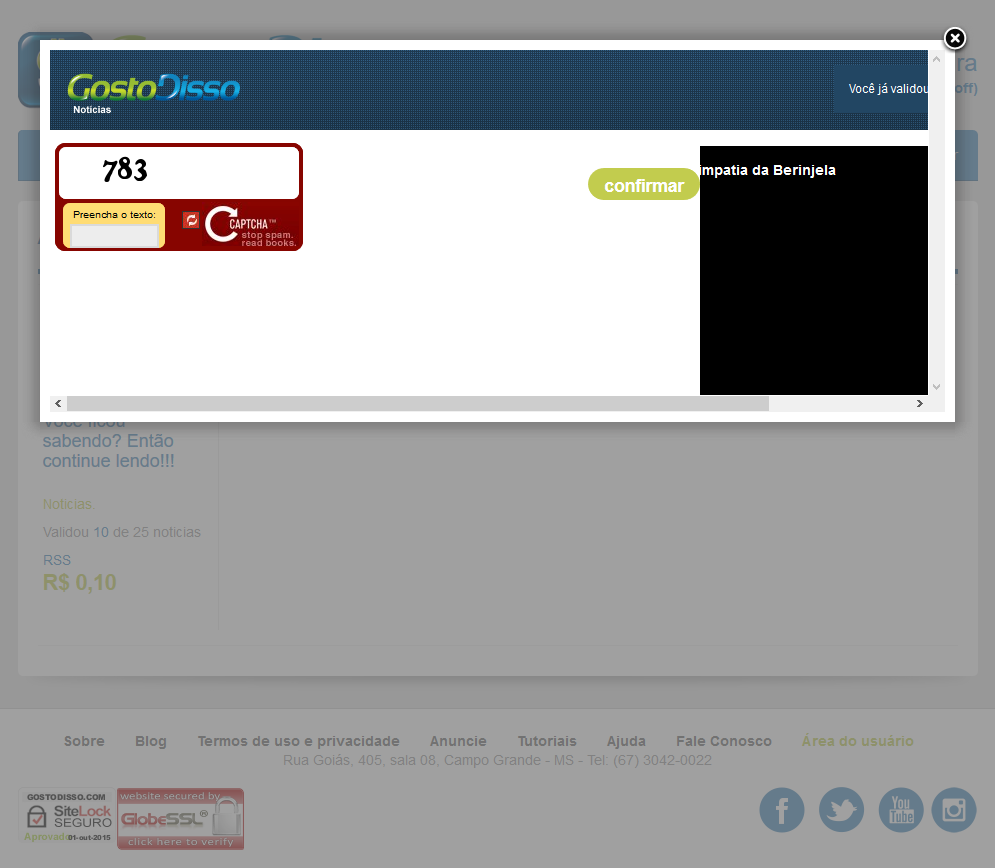 ra
off)
GostoDisso
Notícias
Você já validou
783
Preencha o texto:
CAPTCHA™
stop spam.
read books.
confirmar
impatia da Berinjela
Você ficou
sabendo? Então
continue lendo!!!
Notícias.
Validou 10 de 25 notícias
RSS
R$ 0,10
Sobre Blog Termos de uso e privacidade Anuncie Tutoriais Ajuda Fale Conosco Área do usuário
Rua Goiás, 405, sala 08, Campo Grande - MS - Tel: (67) 3042-0022
GOSTODISSO.COM
SiteLock
SEGURO
Aprovado 01-out-2015
website secured by
GlobeSSL®
click here to verify
You
Tube